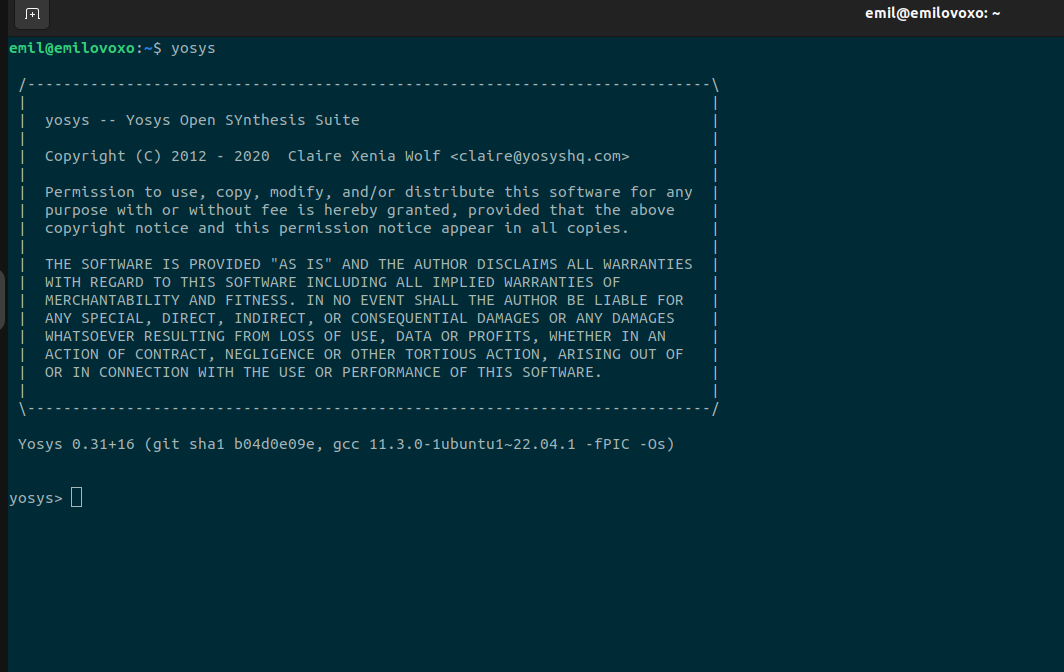 emil@emilovoxo: ~
emil@emilovoxo:~$ yosys
/----------------------------------------------------------------------------\
|                                                                            |
|  yosys -- Yosys Open SYnthesis Suite                                       |
|                                                                            |
|  Copyright (C) 2012 - 2020  Claire Xenia Wolf <claire@yosyshq.com>         |
|                                                                            |
|  Permission to use, copy, modify, and/or distribute this software for any  |
|  purpose with or without fee is hereby granted, provided that the above    |
|  copyright notice and this permission notice appear in all copies.         |
|                                                                            |
|  THE SOFTWARE IS PROVIDED "AS IS" AND THE AUTHOR DISCLAIMS ALL WARRANTIES  |
|  WITH REGARD TO THIS SOFTWARE INCLUDING ALL IMPLIED WARRANTIES OF          |
|  MERCHANTABILITY AND FITNESS. IN NO EVENT SHALL THE AUTHOR BE LIABLE FOR   |
|  ANY SPECIAL, DIRECT, INDIRECT, OR CONSEQUENTIAL DAMAGES OR ANY DAMAGES    |
|  WHATSOEVER RESULTING FROM LOSS OF USE, DATA OR PROFITS, WHETHER IN AN     |
|  ACTION OF CONTRACT, NEGLIGENCE OR OTHER TORTIOUS ACTION, ARISING OUT OF   |
|  OR IN CONNECTION WITH THE USE OR PERFORMANCE OF THIS SOFTWARE.            |
|                                                                            |
\----------------------------------------------------------------------------/
Yosys 0.31+16 (git sha1 b04d0e09e, gcc 11.3.0-1ubuntu1~22.04.1 -fPIC -Os)
yosys>